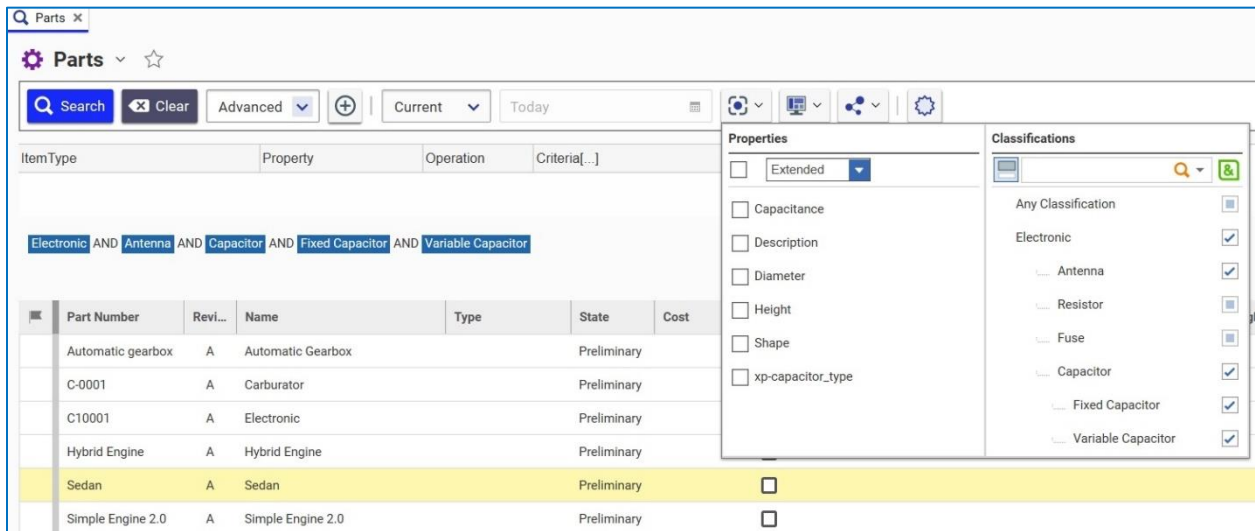 Parts
Parts
Search Clear Advanced Current Today
Properties Classifications
ItemType Property Operation Criteria[...]
Extended &
Capacitance Any Classification
Description Electronic
Electronic AND Antenna AND Capacitor AND Fixed Capacitor AND Variable Capacitor
Diameter Antenna
Height Resistor
Shape Fuse
xp-capacitor_type Capacitor
Fixed Capacitor
Variable Capacitor
Part Number Revi... Name Type State Cost
Automatic gearbox A Automatic Gearbox Preliminary
C-0001 A Carburator Preliminary
C10001 A Electronic Preliminary
Hybrid Engine A Hybrid Engine Preliminary
Sedan A Sedan Preliminary
Simple Engine 2.0 A Simple Engine 2.0 Preliminary